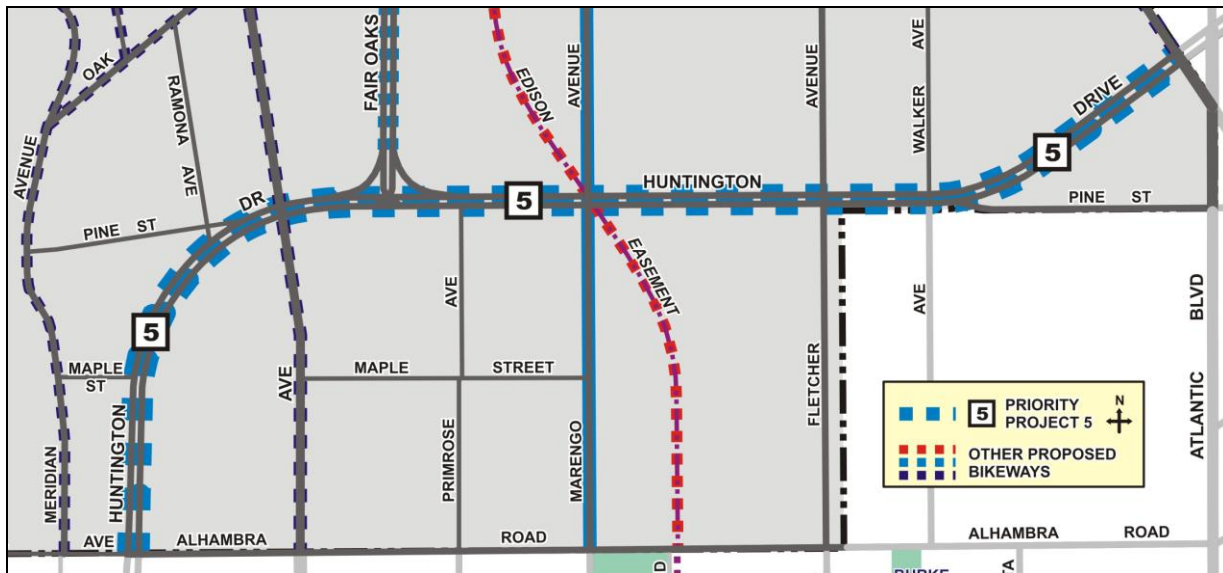 OAK
RAMONA
AVE
FAIR OAKS
EDISON
AVENUE
AVENUE
WALKER
AVE
DRIVE
5
AVENUE
PINE ST
DR
5
HUNTINGTON
PINE ST
EASEMENT
AVE
AVE
BLVD
5
MAPLE
ST
AVE
MAPLE STREET
FLETCHER
5 PRIORITY
PROJECT 5
N
OTHER PROPOSED
BIKEWAYS
ATLANTIC
MERIDIAN
HUNTINGTON
PRIMROSE
MARENGO
AVE ALHAMBRA ROAD
ALHAMBRA ROAD